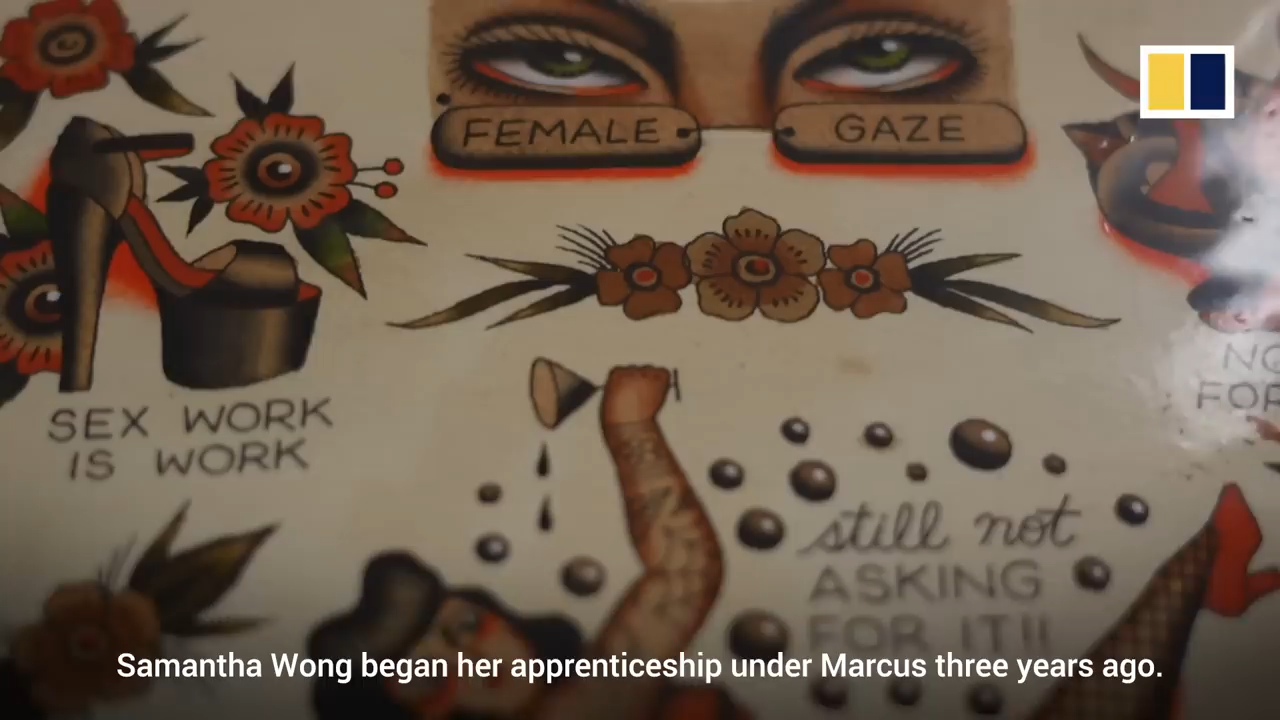 FEMALE GAZE
SEX WORK
IS WORK
still not
ASKING
FOR IT!!
Samantha Wong began her apprenticeship under Marcus three years ago.